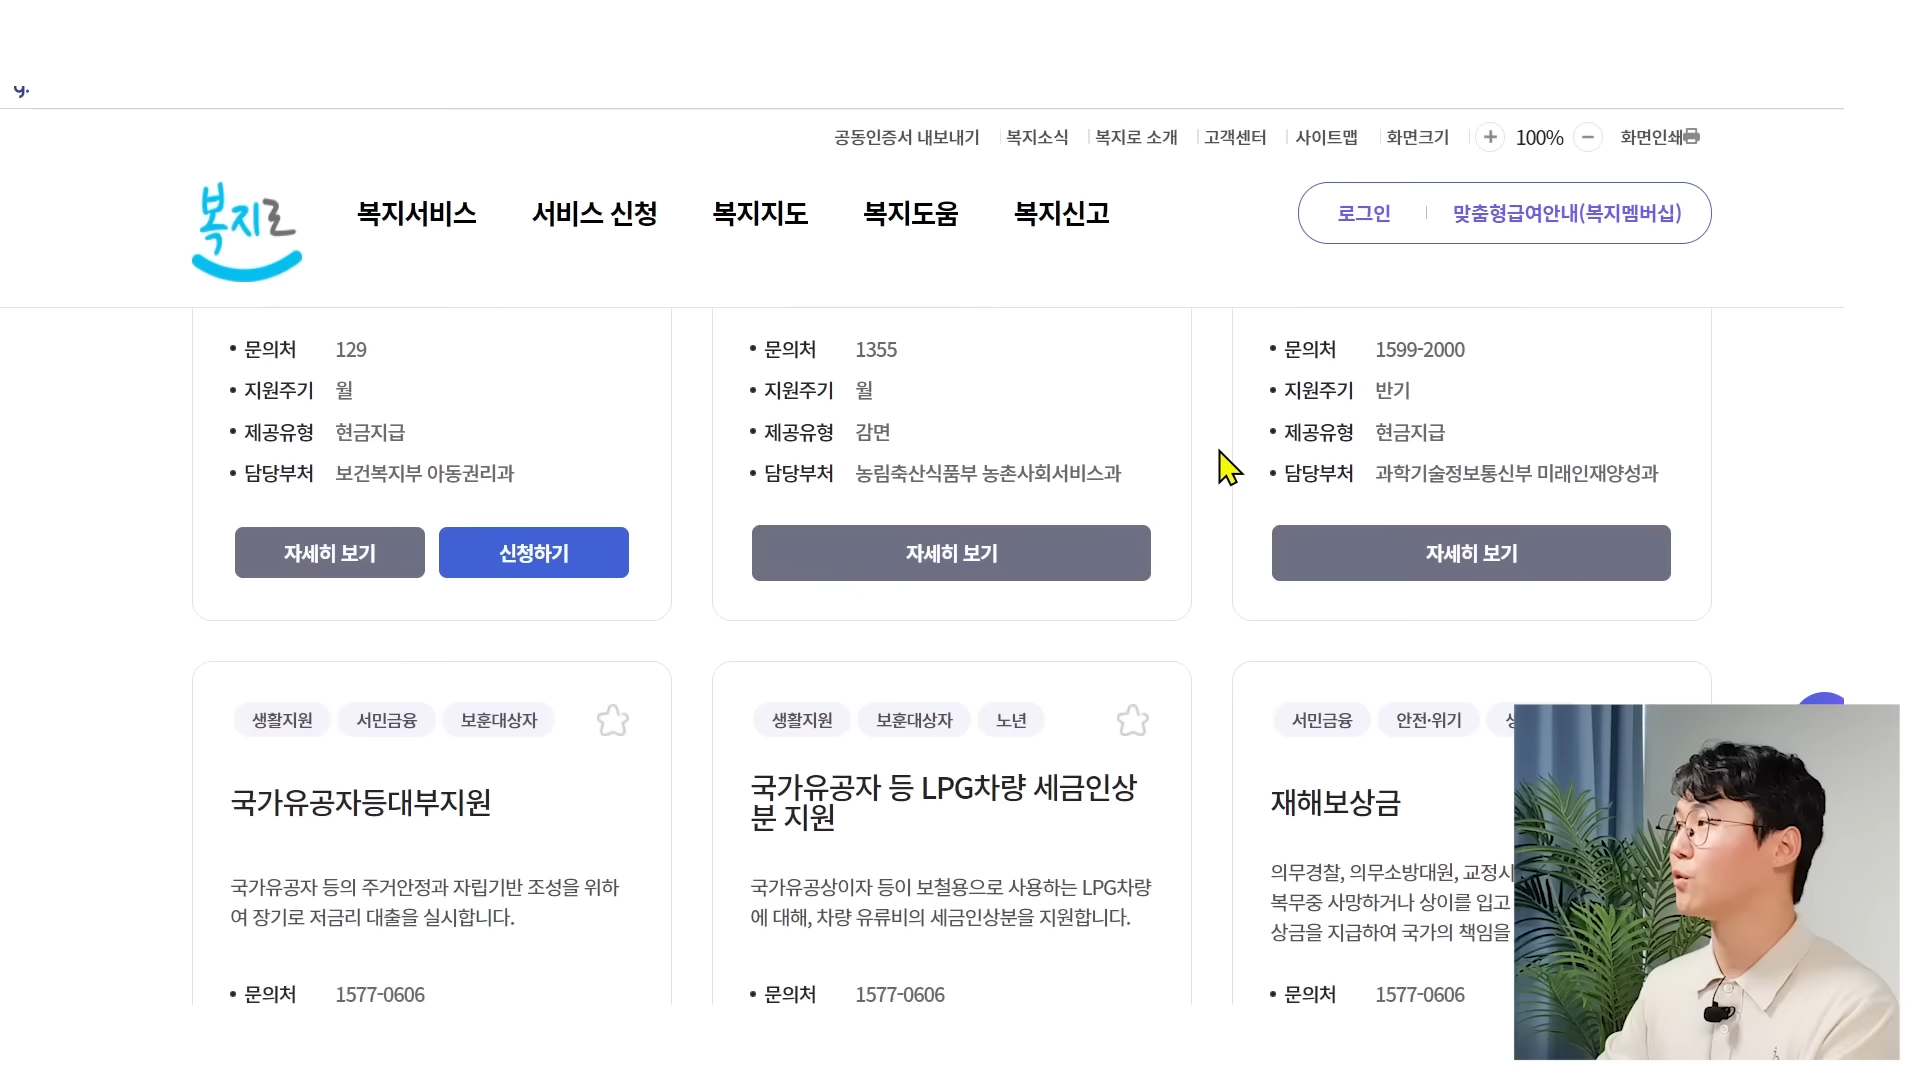 y.
공동인증서 내보내기 복지소식 복지로 소개 고객센터 사이트맵 화면크기 + 100% − 화면인쇄
복지로
복지서비스 서비스 신청 복지지도 복지도움 복지신고 로그인 맞춤형급여안내(복지멤버십)
• 문의처 129
• 지원주기 월
• 제공유형 현금지급
• 담당부처 보건복지부 아동권리과
자세히 보기 신청하기
• 문의처 1355
• 지원주기 월
• 제공유형 감면
• 담당부처 농림축산식품부 농촌사회서비스과
자세히 보기
• 문의처 1599-2000
• 지원주기 반기
• 제공유형 현금지급
• 담당부처 과학기술정보통신부 미래인재양성과
자세히 보기
생활지원 서민금융 보훈대상자
국가유공자등대부지원
국가유공자 등의 주거안정과 자립기반 조성을 위하
여 장기로 저금리 대출을 실시합니다.
• 문의처 1577-0606
생활지원 보훈대상자 노년
국가유공자 등 LPG차량 세금인상
분 지원
국가유공상이자 등이 보철용으로 사용하는 LPG차량
에 대해, 차량 유류비의 세금인상분을 지원합니다.
• 문의처 1577-0606
서민금융 안전·위기
재해보상금
의무경찰, 의무소방대원, 교정시
복무중 사망하거나 상이를 입고
상금을 지급하여 국가의 책임을
• 문의처 1577-0606